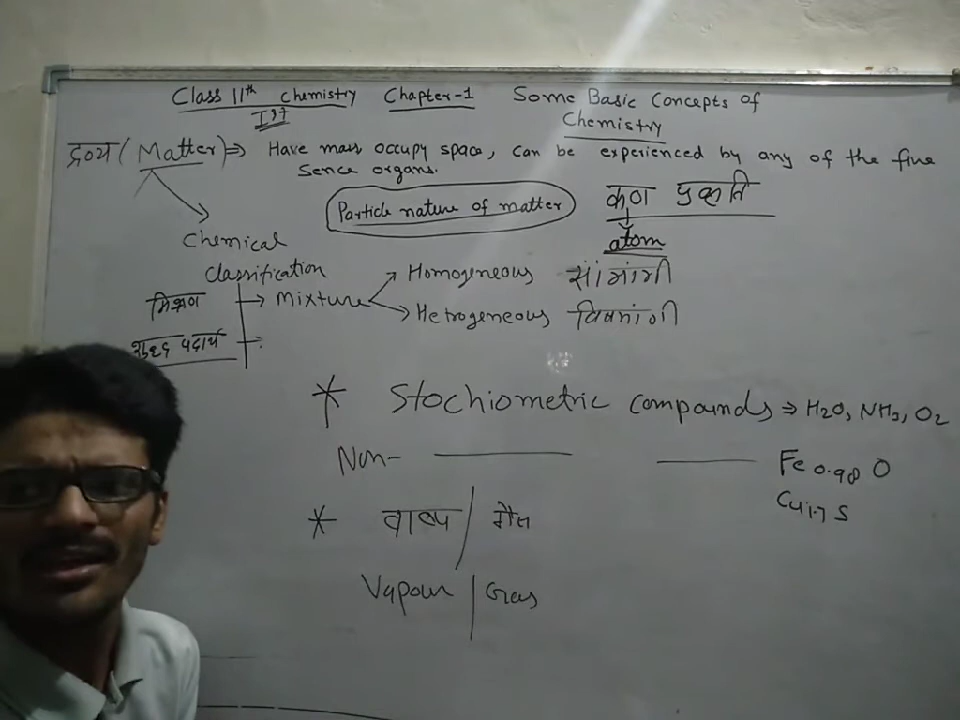 Class 11th Chemistry Chapter-1 Some Basic Concepts of
Ist Chemistry
द्रव्य (Matter) ⇒ Have mass occupy space, can be experienced by any of the five
Sence organs.
Particle nature of matter कण प्रकृति
atom
Chemical
Classification
मिश्रण → Mixture → Homogeneous समांगी
→ Hetrogeneous विषमांगी
पदार्थ
* Stochiometric compounds ⇒ H2O, NH3, O2
Non- ——— ——— Fe0.98 O
Cu1.7 S
* वाष्प / गैस
Vapour / Gas